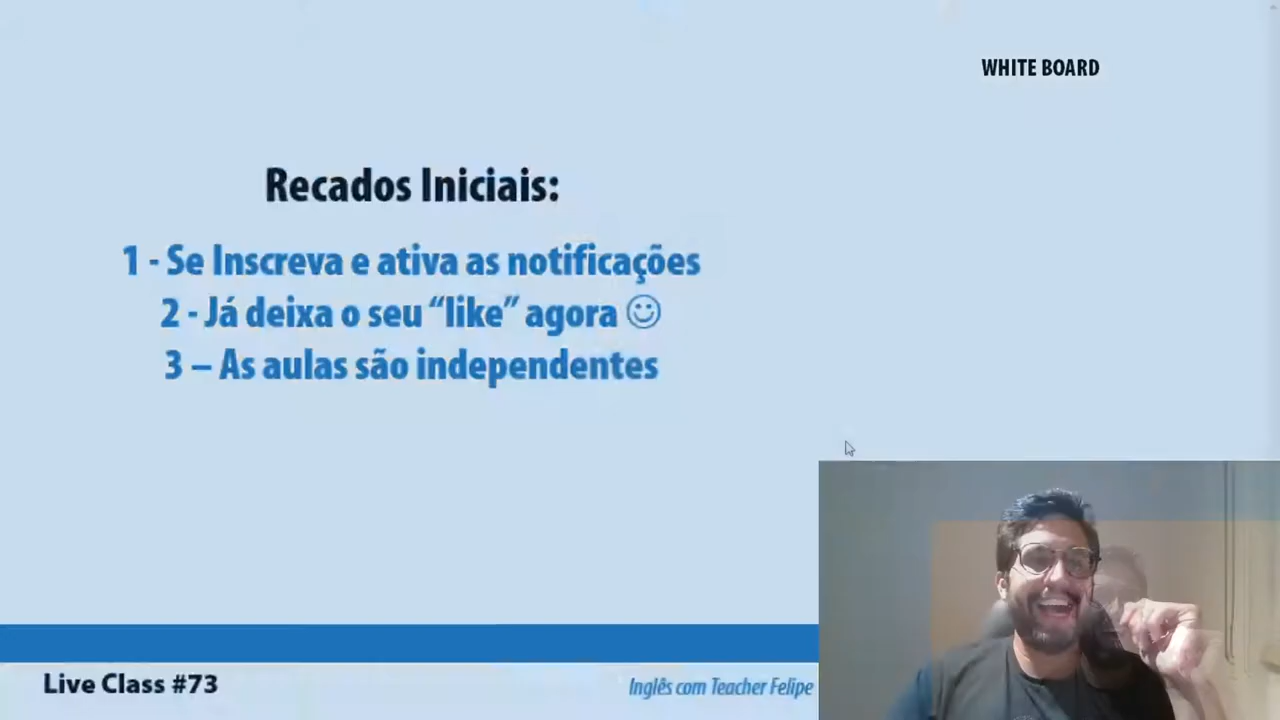 WHITE BOARD
Recados Iniciais:
1 - Se Inscreva e ativa as notificações
2 - Já deixa o seu “like” agora ☺
3 – As aulas são independentes
Live Class #73
Inglês com Teacher Felipe